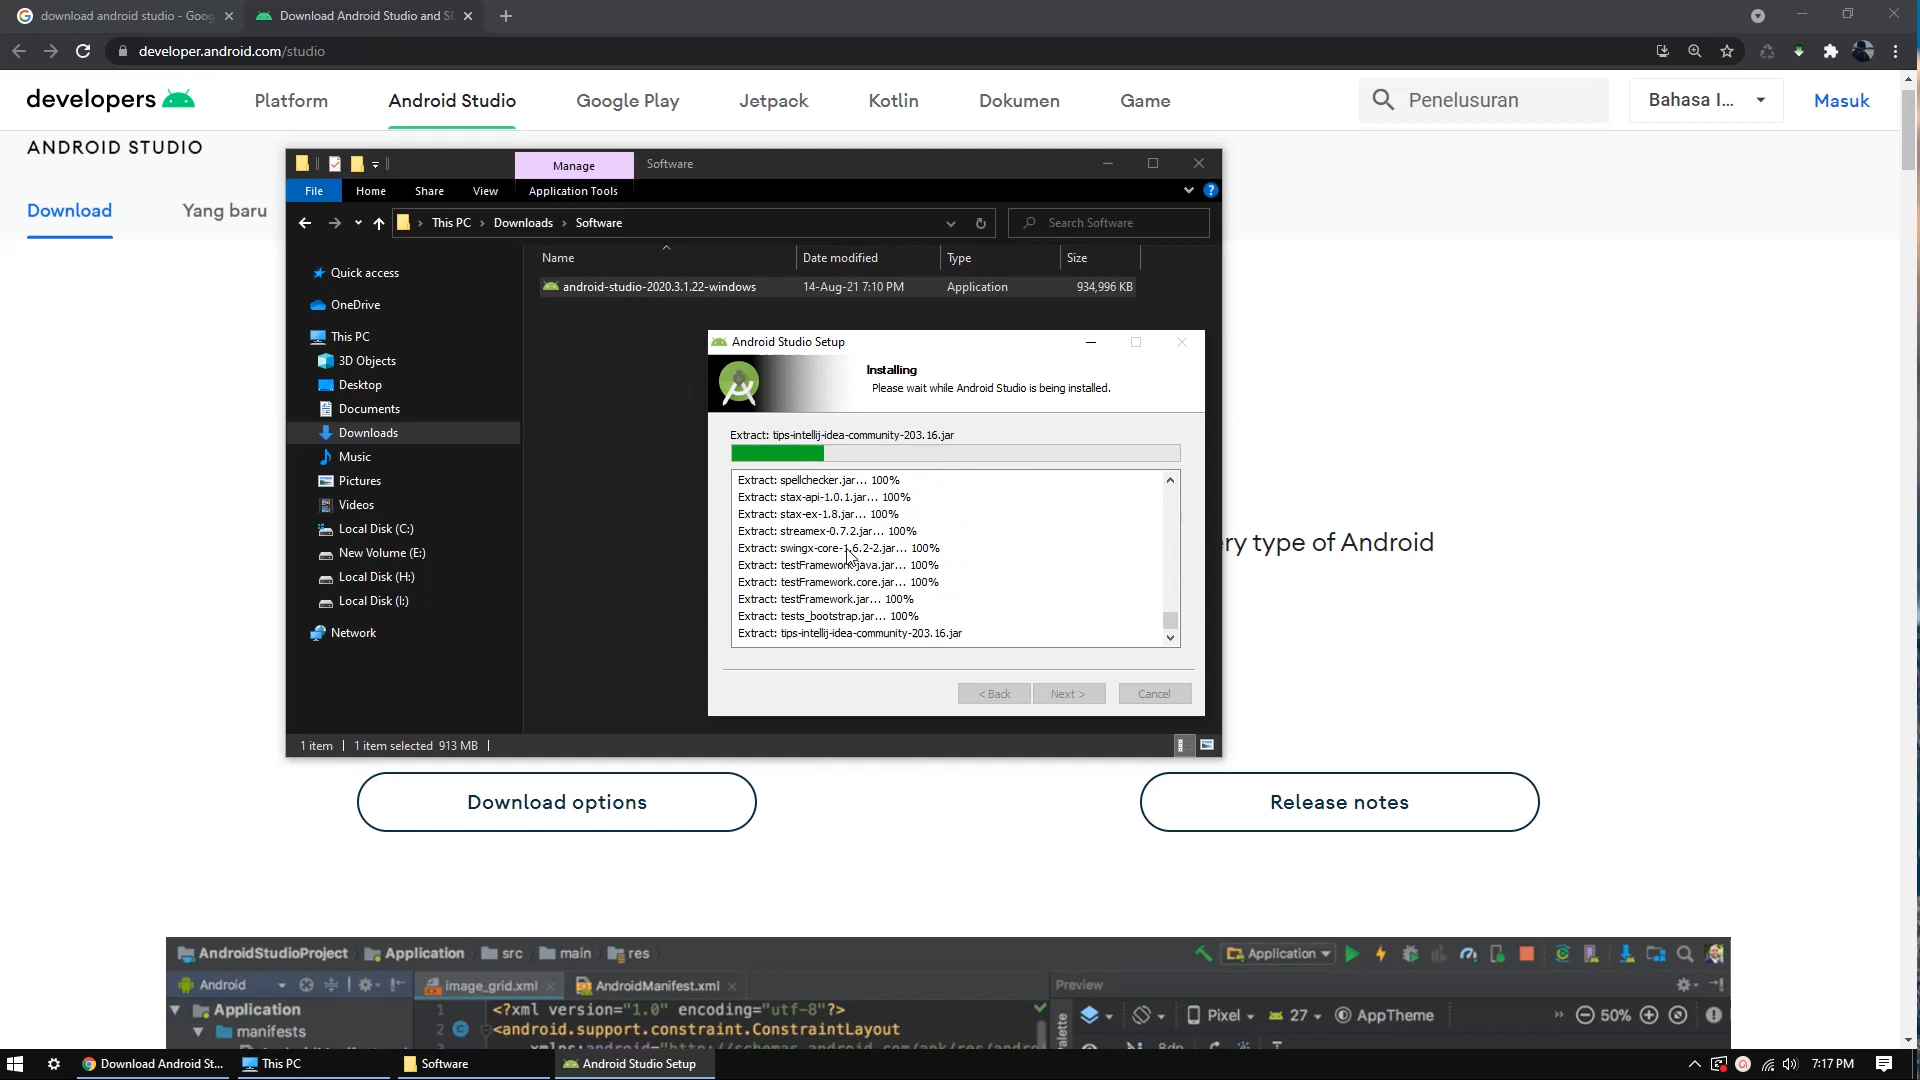 download android studio - Goog
Download Android Studio and S
developer.android.com/studio
developers
Platform
Android Studio
Google Play
Jetpack
Kotlin
Dokumen
Game
Penelusuran
Bahasa I...
Masuk
ANDROID STUDIO
Download
Yang baru
Manage
Software
File
Home
Share
View
Application Tools
This PC
Downloads
Software
Search Software
Name
Date modified
Type
Size
android-studio-2020.3.1.22-windows
14-Aug-21 7:10 PM
Application
934,996 KB
Quick access
OneDrive
This PC
3D Objects
Desktop
Documents
Downloads
Music
Pictures
Videos
Local Disk (C:)
New Volume (E:)
Local Disk (H:)
Local Disk (I:)
Network
1 item
1 item selected 913 MB
Android Studio Setup
Installing
Please wait while Android Studio is being installed.
Extract: tips-intellij-idea-community-203.16.jar
Extract: spellchecker.jar... 100%
Extract: stax-api-1.0.1.jar... 100%
Extract: stax-ex-1.8.jar... 100%
Extract: streamex-0.7.2.jar... 100%
Extract: swingx-core-1.6.2-2.jar... 100%
Extract: testFramework.java.jar... 100%
Extract: testFramework.core.jar... 100%
Extract: testFramework.jar... 100%
Extract: tests_bootstrap.jar... 100%
Extract: tips-intellij-idea-community-203.16.jar
< Back
Next >
Cancel
ry type of Android
Download options
Release notes
AndroidStudioProject
Application
src
main
res
Application
Android
image_grid.xml
AndroidManifest.xml
Preview
Application
manifests
1 <?xml version="1.0" encoding="utf-8"?>
2 <android.support.constraint.ConstraintLayout
Palette
Pixel
27
AppTheme
50%
8dp
Download Android St...
This PC
Software
Android Studio Setup
7:17 PM